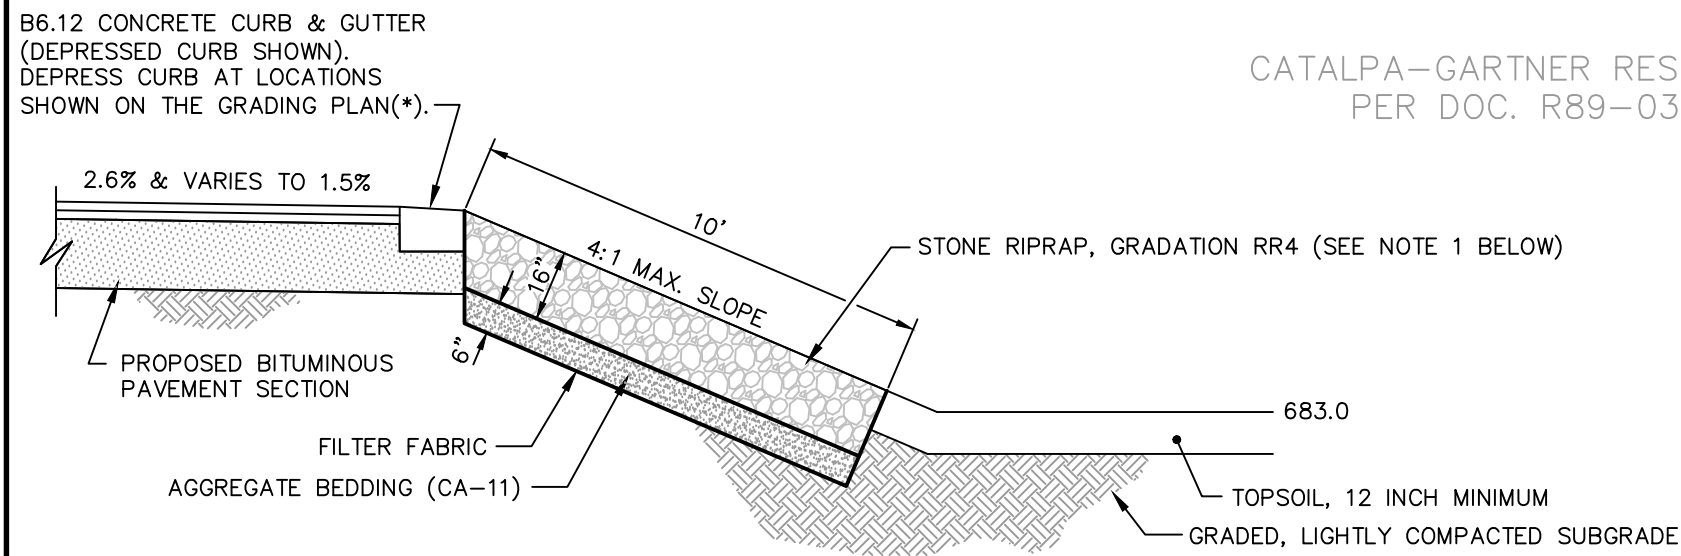 B6.12 CONCRETE CURB & GUTTER
(DEPRESSED CURB SHOWN).
DEPRESS CURB AT LOCATIONS
SHOWN ON THE GRADING PLAN(*).
CATALPA-GARTNER RES
PER DOC. R89-03
2.6% & VARIES TO 1.5%
10'
4:1 MAX. SLOPE
16"
6"
STONE RIPRAP, GRADATION RR4 (SEE NOTE 1 BELOW)
PROPOSED BITUMINOUS
PAVEMENT SECTION
683.0
FILTER FABRIC
AGGREGATE BEDDING (CA-11)
TOPSOIL, 12 INCH MINIMUM
GRADED, LIGHTLY COMPACTED SUBGRADE